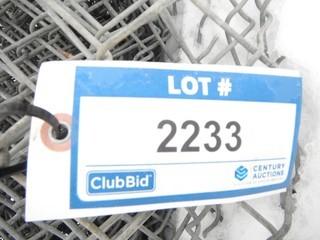 LOT #
2233
ClubBid
CENTURY
AUCTIONS